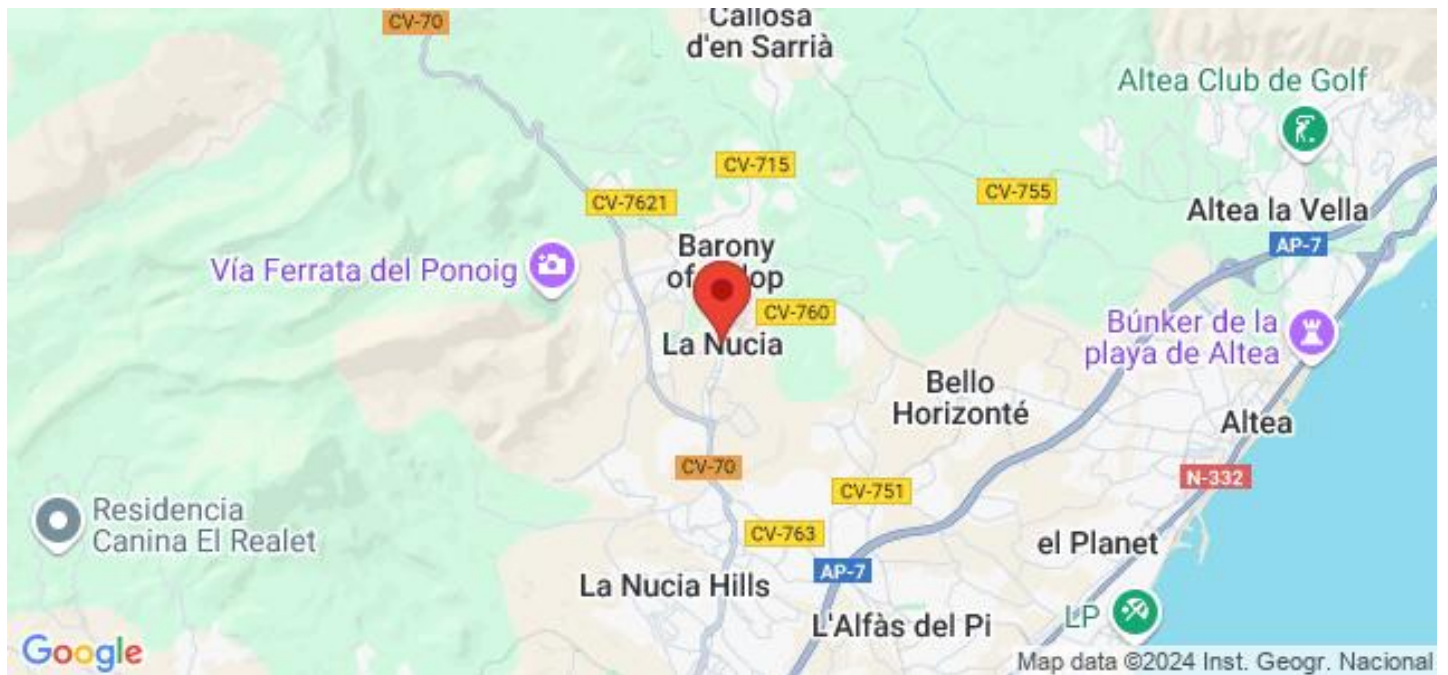 CV-70
Callosa
d'en Sarrià
Altea Club de Golf
CV-715
CV-755
CV-7621
Altea la Vella
Barony
AP-7
Vía Ferrata del Ponoig
CV-760
La Nucia
Búnker de la
playa de Altea
Bello
Horizonté
Altea
CV-70
N-332
CV-751
Residencia
Canina El Realet
CV-763
el Planet
AP-7
La Nucia Hills
LP
L'Alfàs del Pi
Google
Map data ©2024 Inst. Geogr. Nacional